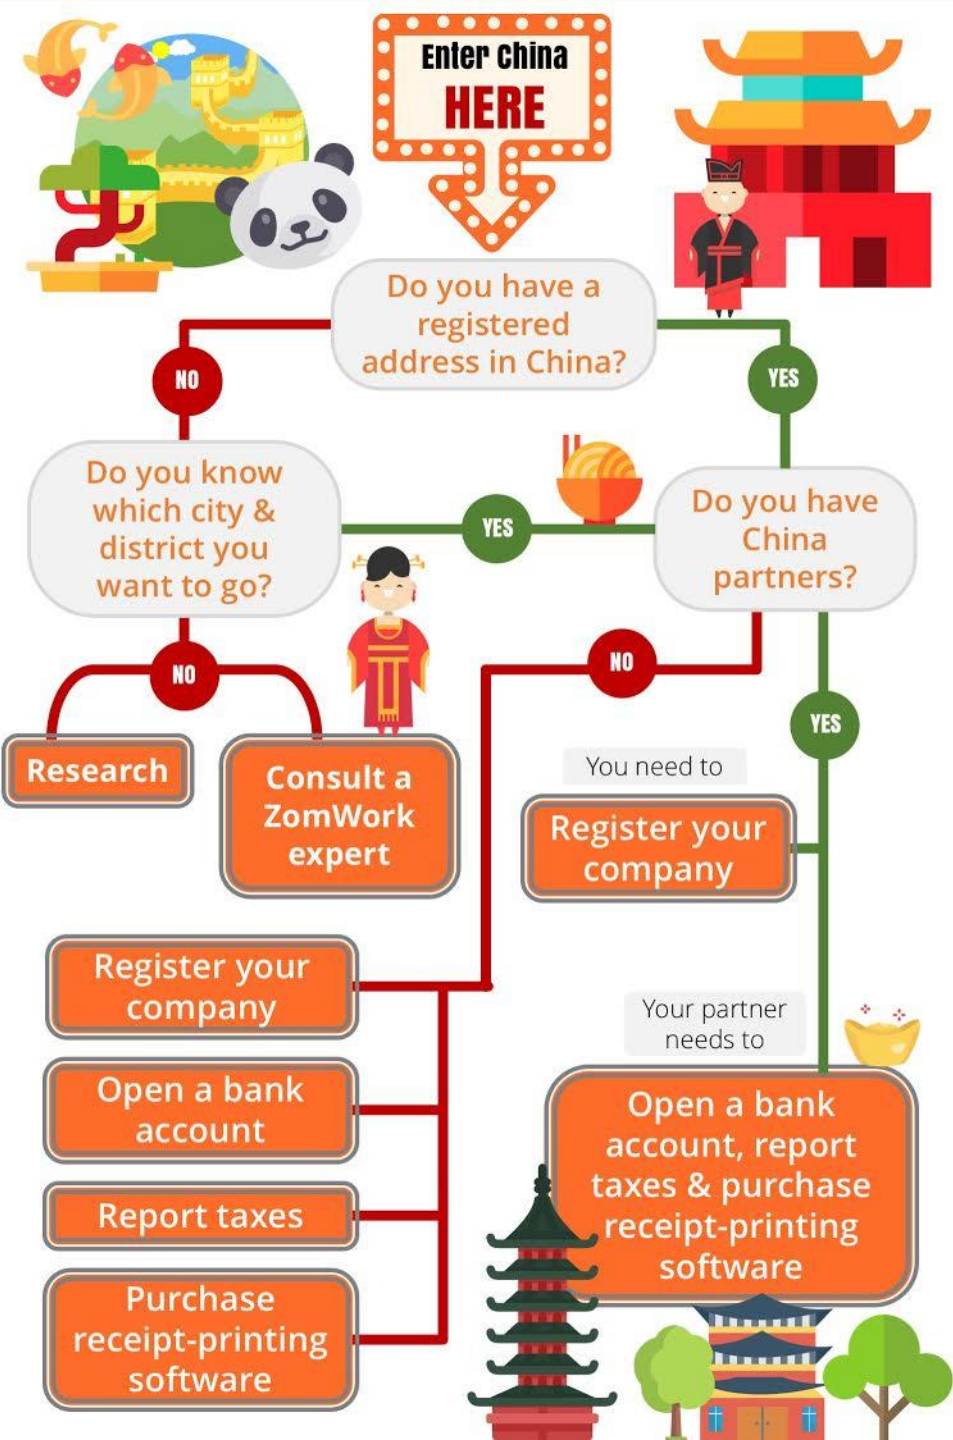 Enter China
HERE
Do you have a
registered
address in China?
NO
YES
Do you know
which city &
district you
want to go?
YES
Do you have
China
partners?
NO
NO
YES
Research
Consult a
ZomWork
expert
You need to
Register your
company
Register your
company
Open a bank
account
Report taxes
Purchase
receipt-printing
software
Your partner
needs to
Open a bank
account, report
taxes & purchase
receipt-printing
software